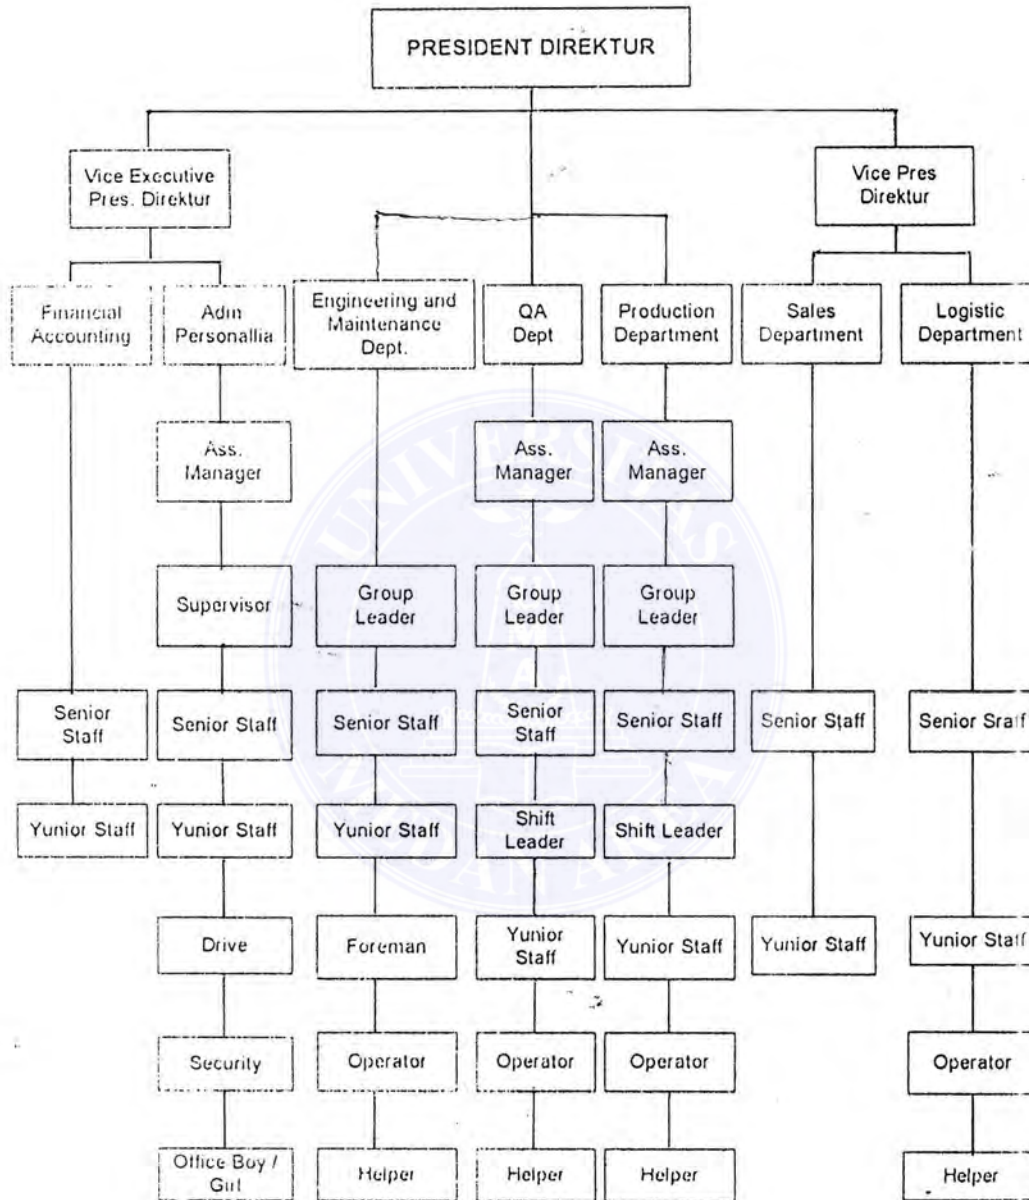 PRESIDENT DIREKTUR
Vice Executive
Pres. Direktur
Vice Pres
Direktur
Financial
Accounting
Adm
Personallia
Engineering and
Maintenance
Dept.
QA
Dept
Production
Department
Sales
Department
Logistic
Department
Ass.
Manager
Ass.
Manager
Ass.
Manager
Supervisor
Group
Leader
Group
Leader
Group
Leader
Senior
Staff
Senior Staff
Senior Staff
Senior
Staff
Senior Staff
Senior Staff
Senior Sraff
Yunior Staff
Yunior Staff
Yunior Staff
Shift
Leader
Shift Leader
Drive
Foreman
Yunior
Staff
Yunior Staff
Yunior Staff
Yunior Staff
Security
Operator
Operator
Operator
Operator
Office Boy /
Girl
Helper
Helper
Helper
Helper
UNIVERSITAS
MEDAN AREA